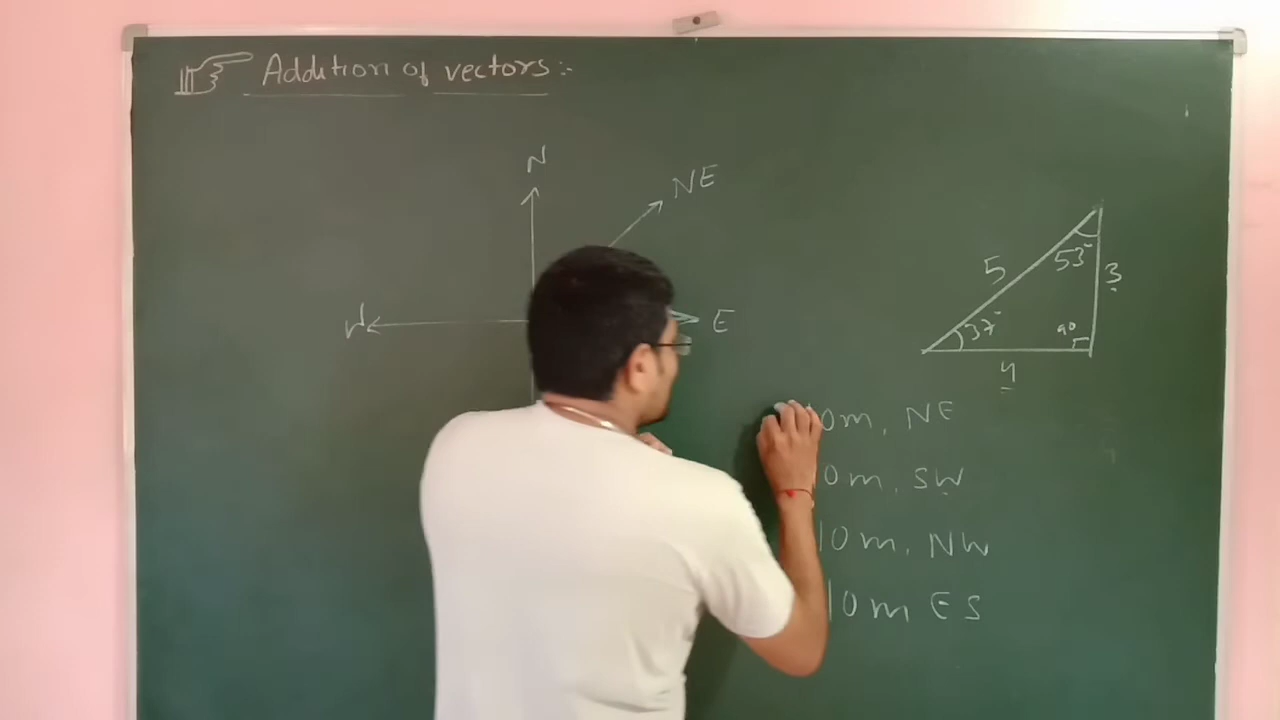 Addition of vectors:-
N
NE
W
E
5
53°
3
37°
90°
4
10m, NE
10m, SW
10m, NW
10m ES